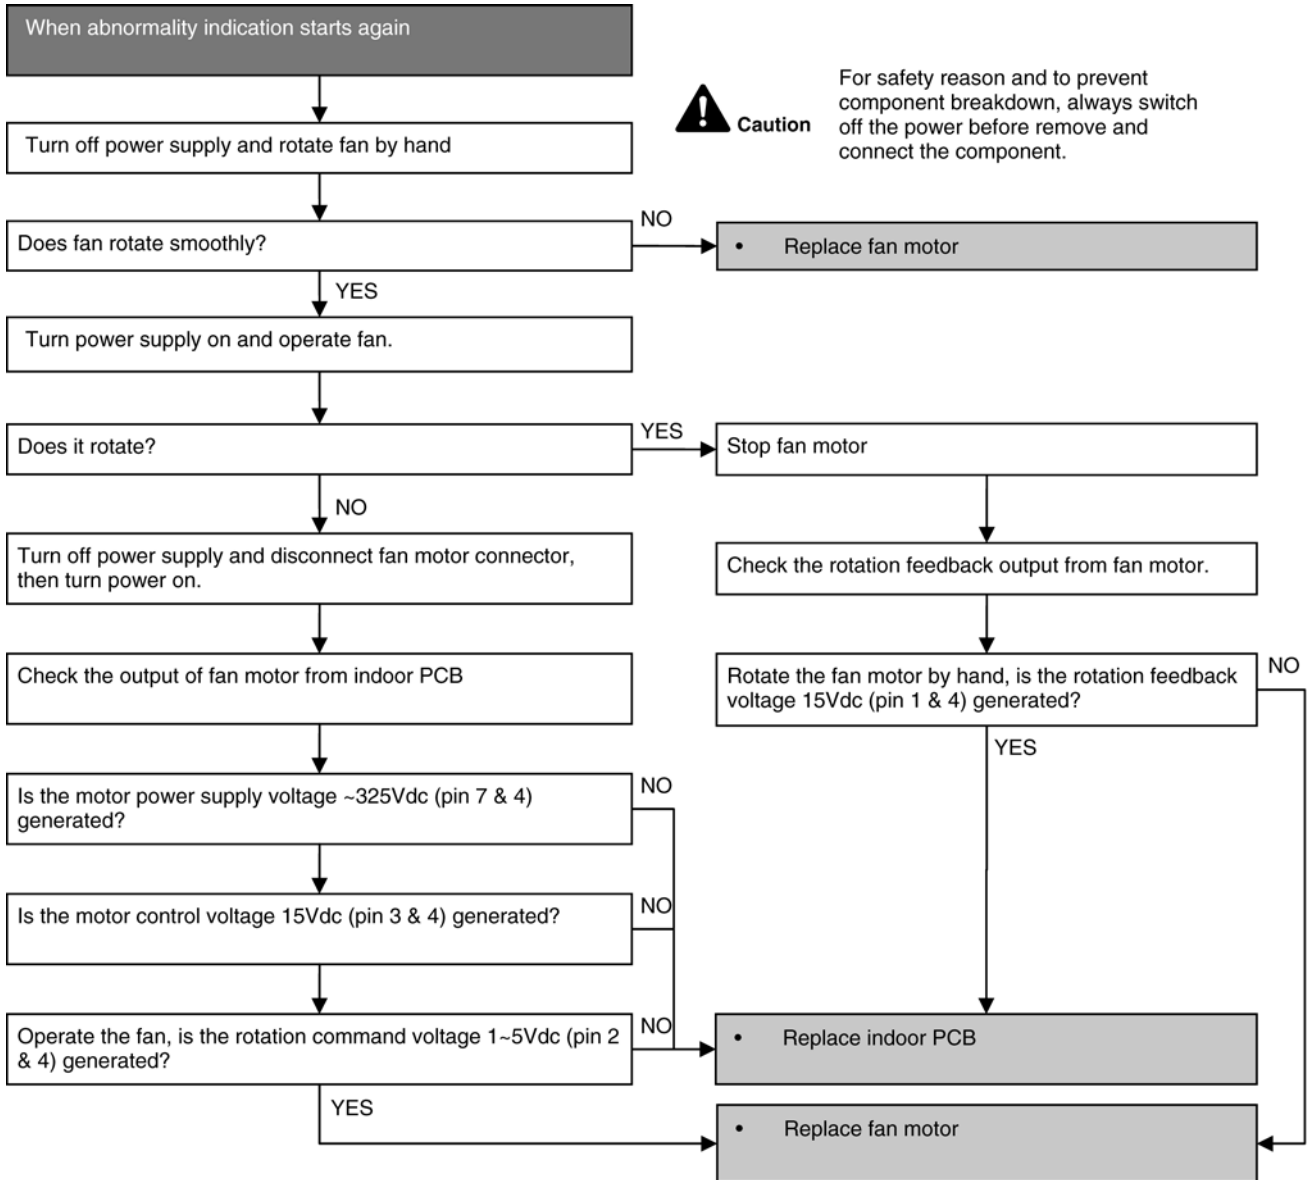 When abnormality indication starts again
Caution
For safety reason and to prevent
component breakdown, always switch
off the power before remove and
connect the component.
Turn off power supply and rotate fan by hand
Does fan rotate smoothly?
NO
• Replace fan motor
YES
Turn power supply on and operate fan.
Does it rotate?
YES
Stop fan motor
NO
Turn off power supply and disconnect fan motor connector,
then turn power on.
Check the rotation feedback output from fan motor.
Check the output of fan motor from indoor PCB
Rotate the fan motor by hand, is the rotation feedback
voltage 15Vdc (pin 1 & 4) generated?
NO
YES
Is the motor power supply voltage ~325Vdc (pin 7 & 4)
generated?
NO
Is the motor control voltage 15Vdc (pin 3 & 4) generated?
NO
Operate the fan, is the rotation command voltage 1~5Vdc (pin 2
& 4) generated?
NO
• Replace indoor PCB
YES
• Replace fan motor